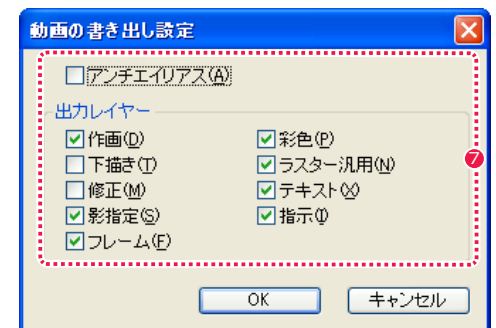 動画の書き出し設定
アンチエイリアス(A)
出力レイヤー
作画(D)
彩色(P)
下描き(T)
ラスター汎用(N)
修正(M)
テキスト(X)
影指定(S)
指示(I)
フレーム(F)
7
OK
キャンセル